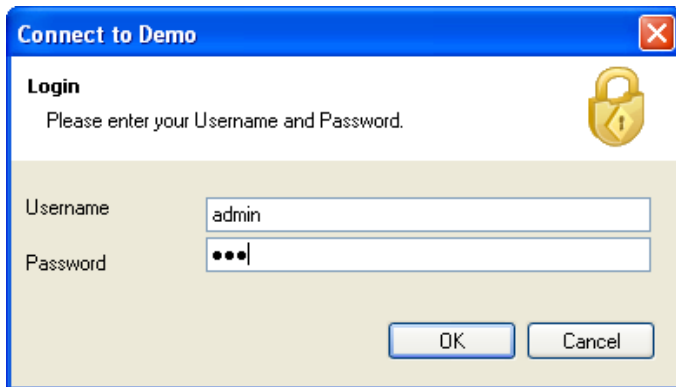 Connect to Demo
Login
Please enter your Username and Password.
Username
admin
Password
●●●
OK
Cancel